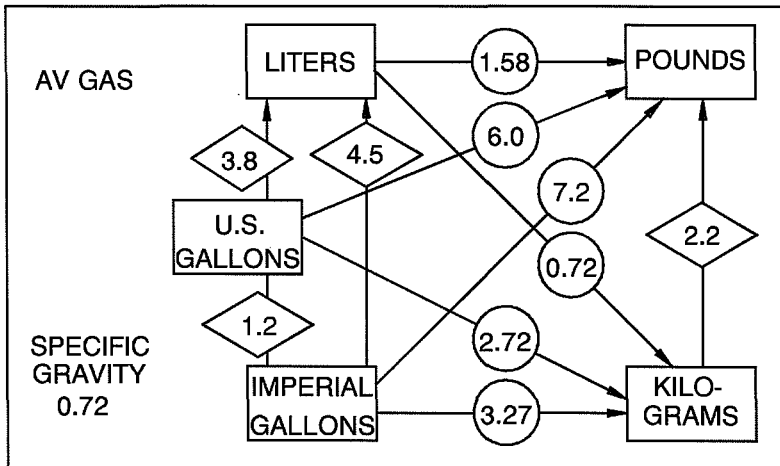 LITERS
1.58
POUNDS
AV GAS
6.0
3.8
4.5
7.2
U.S.
GALLONS
2.2
0.72
1.2
2.72
SPECIFIC
GRAVITY
0.72
IMPERIAL
GALLONS
3.27
KILO-
GRAMS